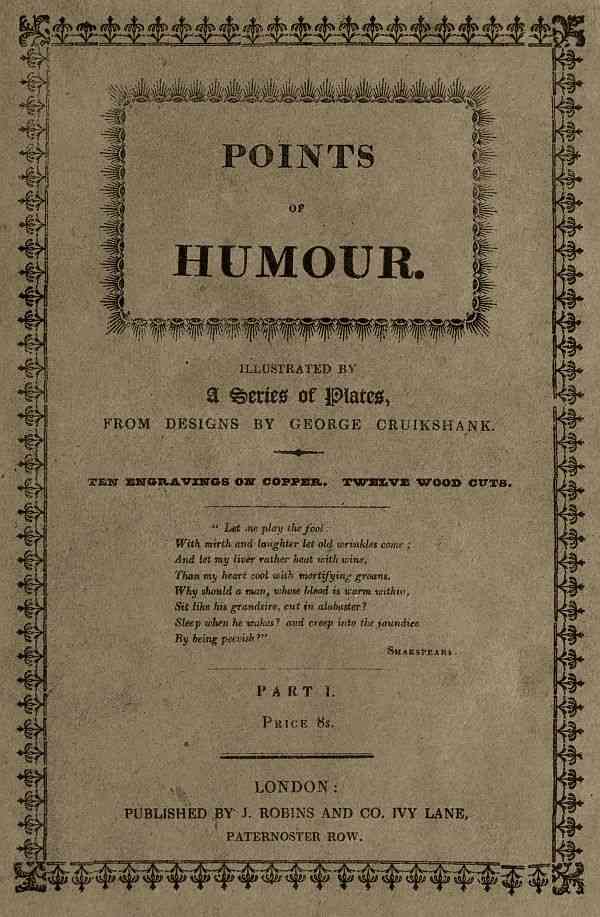 POINTS
OF
HUMOUR.
ILLUSTRATED BY
A Series of Plates,
FROM DESIGNS BY GEORGE CRUIKSHANK.
TEN ENGRAVINGS ON COPPER. TWELVE WOOD CUTS.
" Let me play the fool:
With mirth and laughter let old wrinkles come ;
And let my liver rather heat with wine,
Than my heart cool with mortifying groans.
Why should a man, whose blood is warm within,
Sit like his grandsire, cut in alabaster?
Sleep when he wakes? and creep into the jaundice
By being peevish?"
SHAKSPEARE.
PART I.
PRICE 8s.
LONDON:
PUBLISHED BY J. ROBINS AND CO. IVY LANE,
PATERNOSTER ROW.